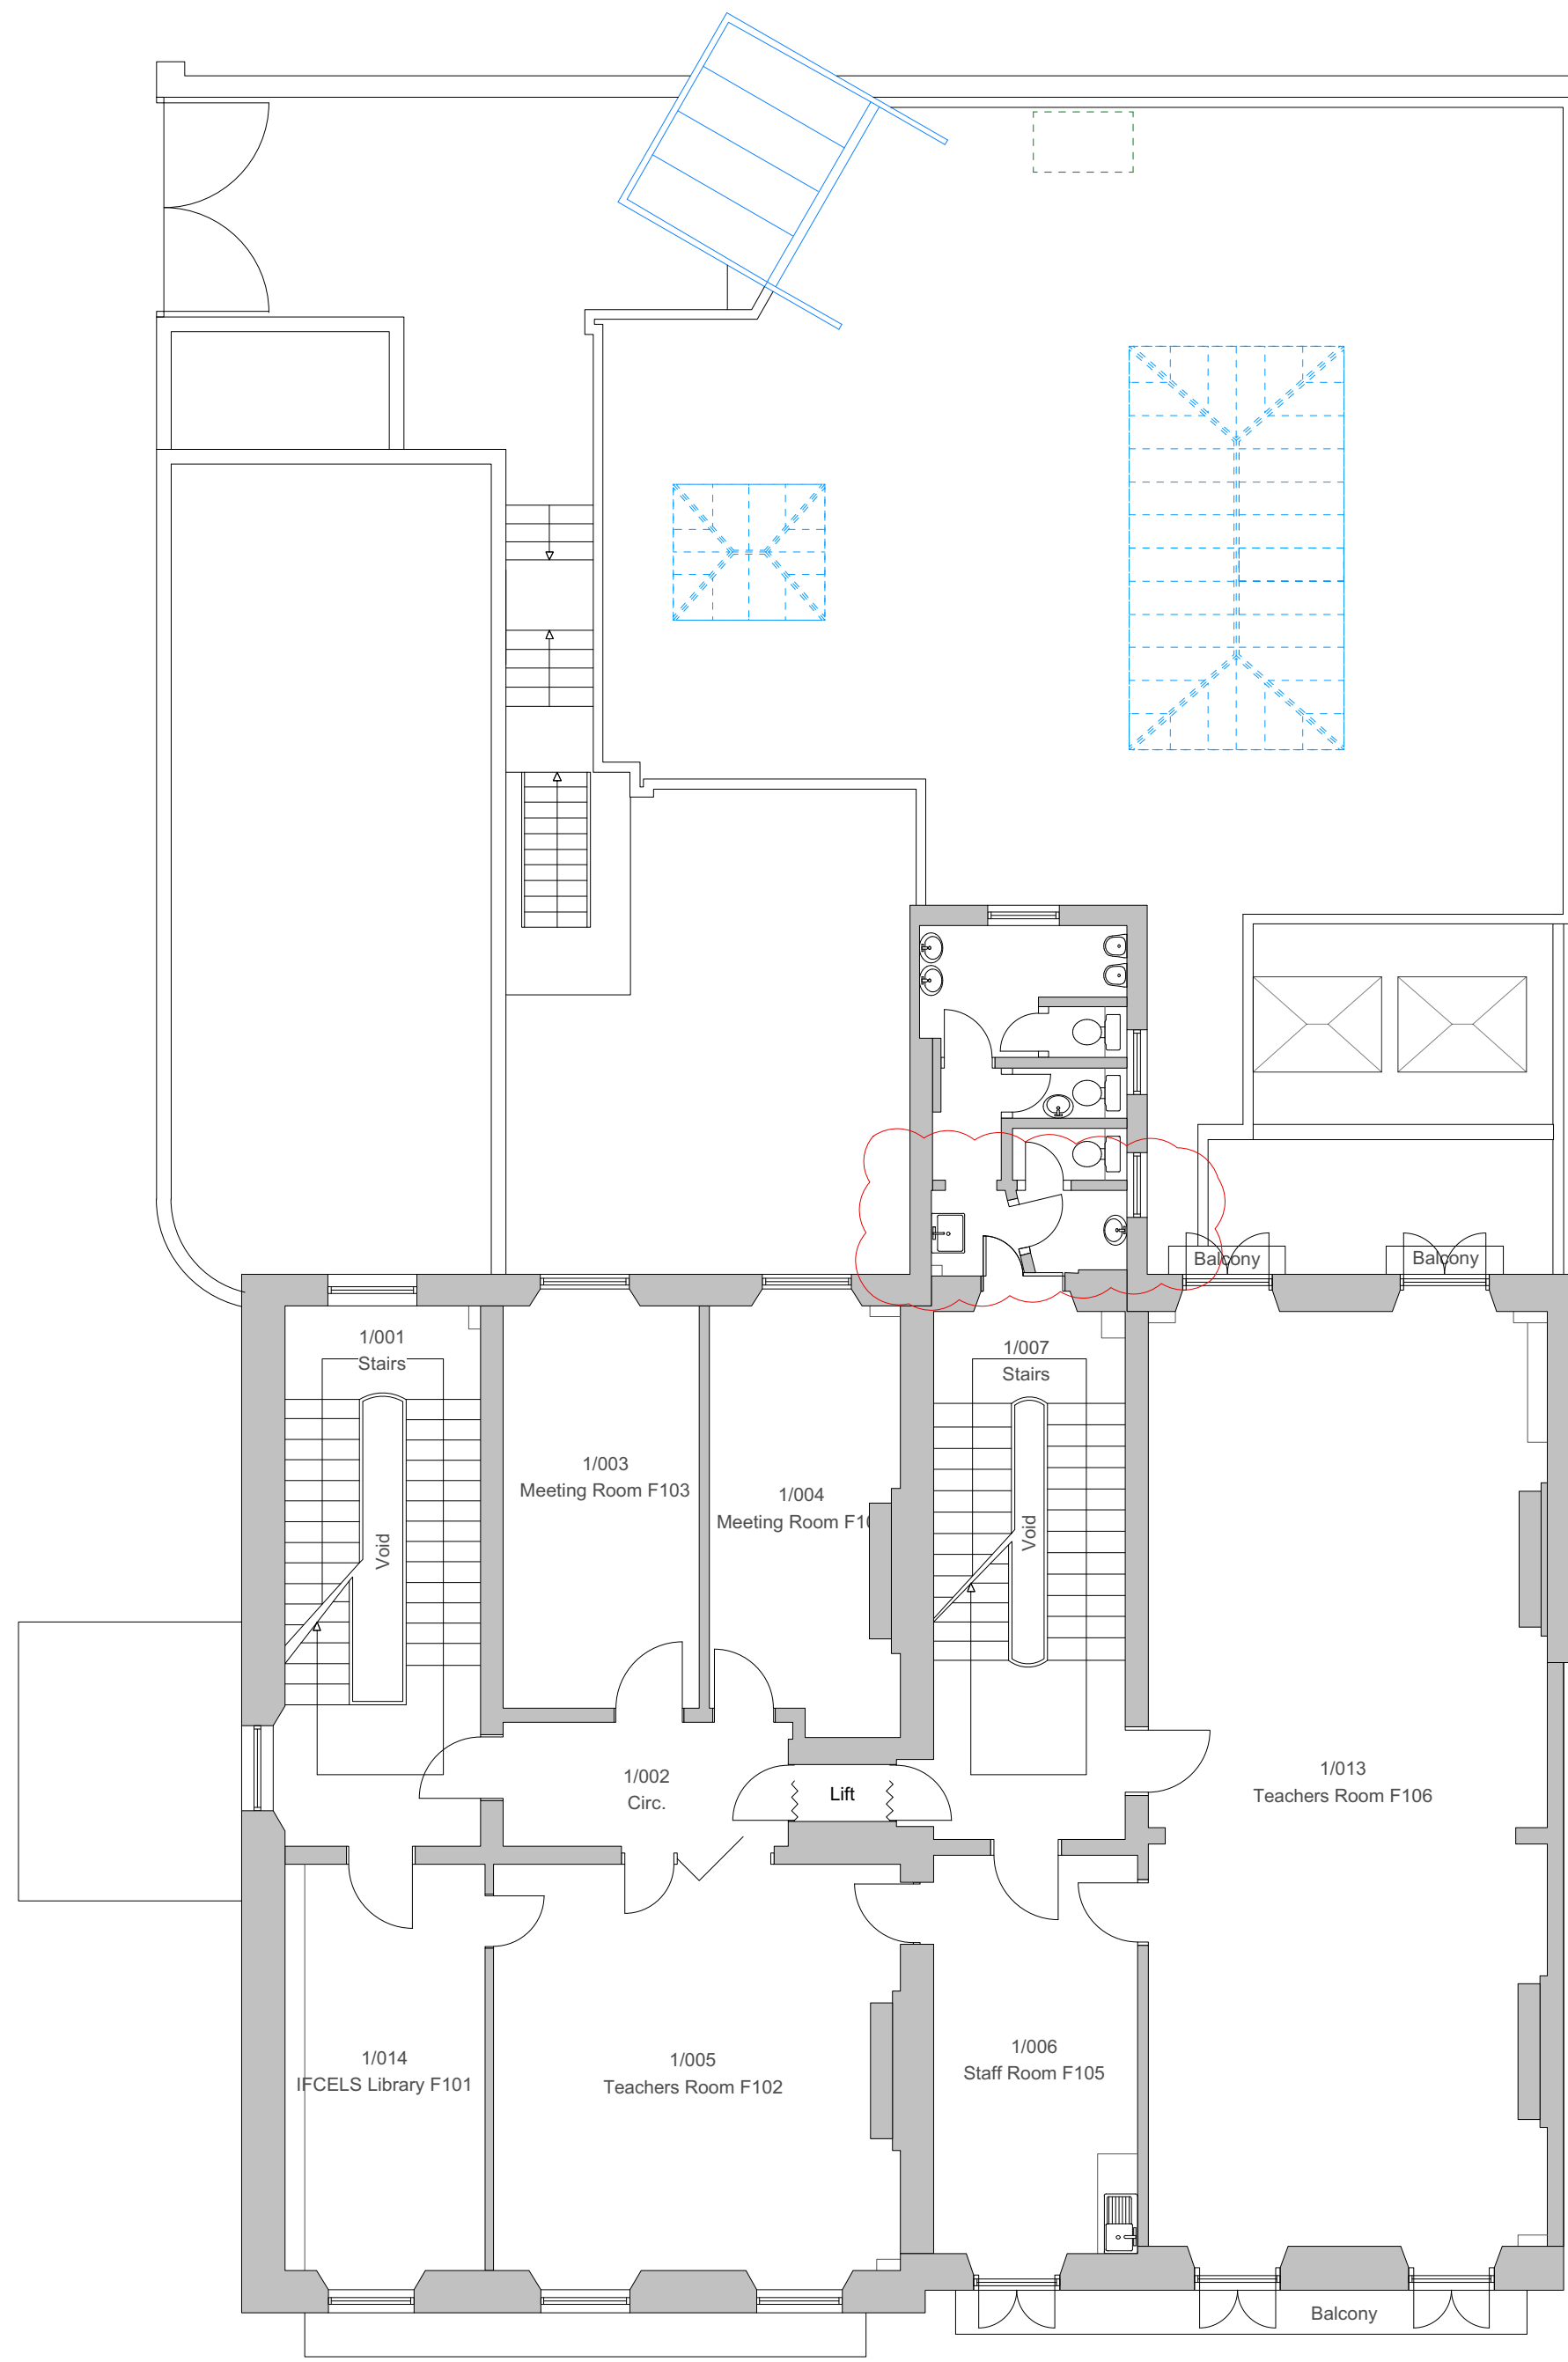 Balcony
Balcony
1/001
Stairs
1/007
Stairs
1/003
Meeting Room F103
1/004
Meeting Room
Void
Void
1/002
Circ.
Lift
1/013
Teachers Room F106
1/014
IFCELS Library F101
1/005
Teachers Room F102
1/006
Staff Room F105
Balcony